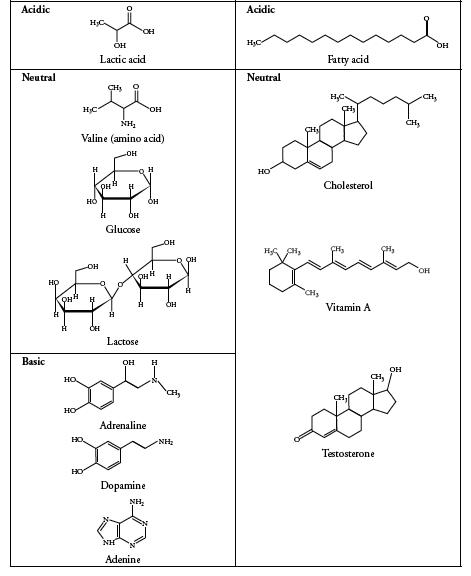 Acidic
O
H₃C
OH
OH
Lactic acid
Neutral
CH₃ O
H₃C OH
NH₂
Valine (amino acid)
OH
H O H
OH H
HO OH
H H
Glucose
OH
OH H O OH
HO O OH H
OH H H O H H
H H OH
H OH
Lactose
Basic
OH H
HO N
CH₃
HO
Adrenaline
HO NH₂
HO
Dopamine
NH₂
N N
NH N
Adenine
Acidic
O
H₃C OH
Fatty acid
Neutral
H₃C CH₃
CH₃
CH₃ CH₃
HO
Cholesterol
H₃C CH₃ CH₃ CH₃
OH
CH₃
Vitamin A
OH
CH₃
CH₃
O
Testosterone